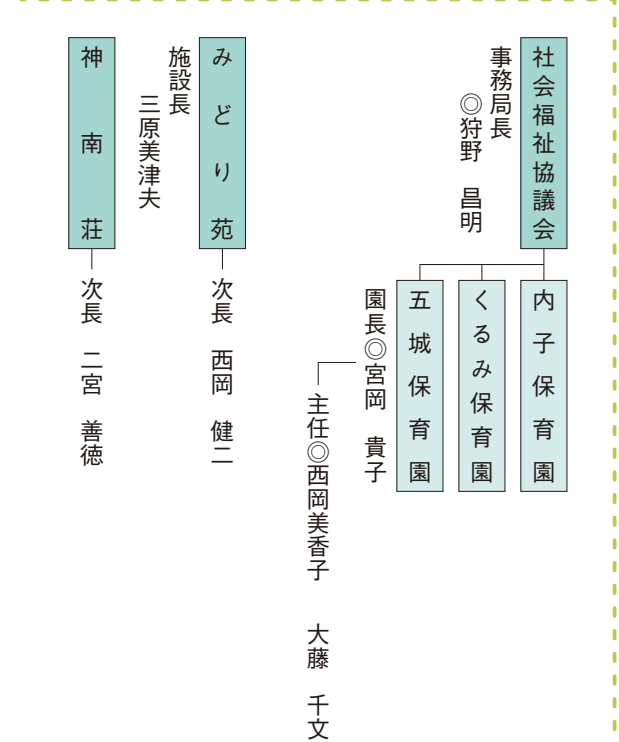 社会福祉協議会
事務局長
◎狩野　昌明
内子保育園
くるみ保育園
五城保育園
園長◎宮岡　貴子
主任◎西岡美香子　大藤　千文
みどり苑
施設長
三原美津夫
次長　西岡　健二
神南荘
次長　二宮　善徳